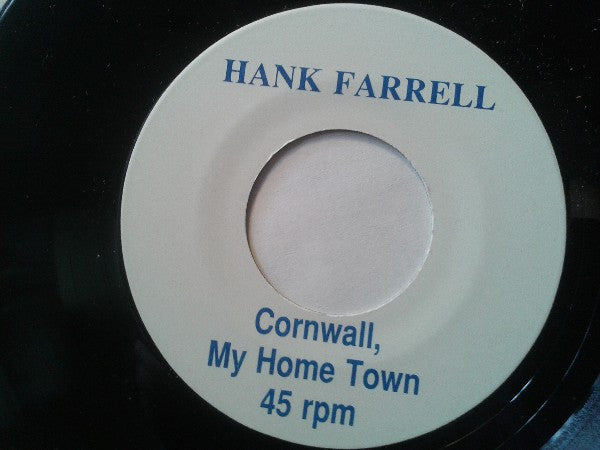 HANK FARRELL
Cornwall,
My Home Town
45 rpm